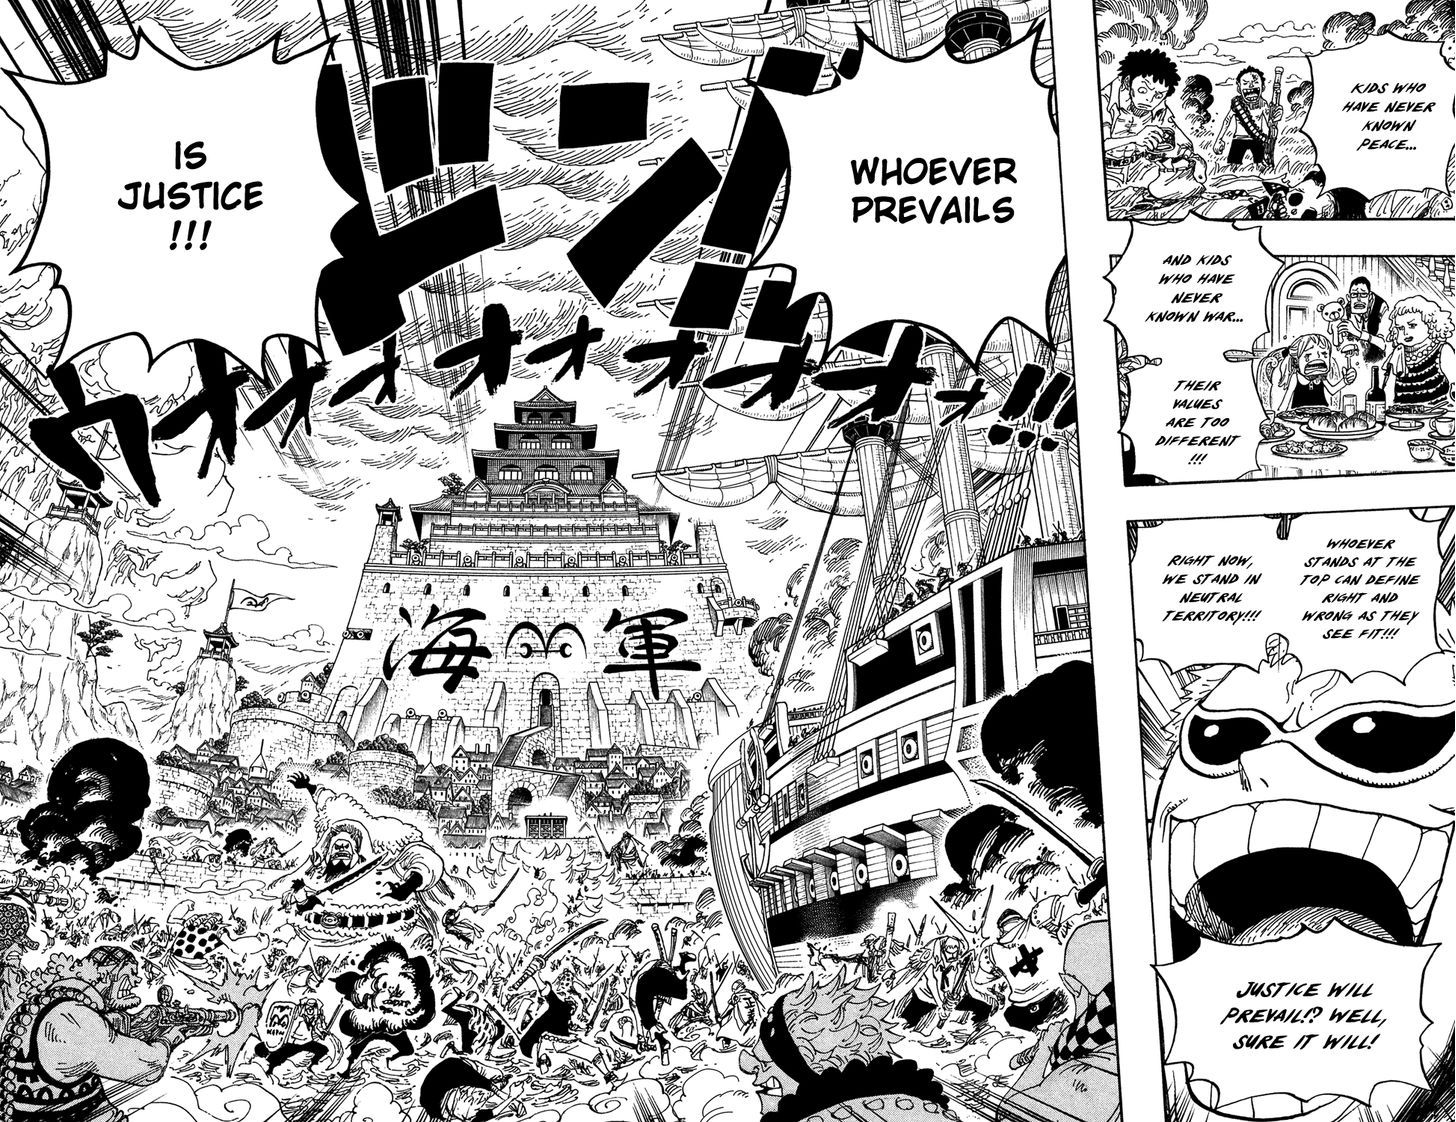 KIDS WHO
HAVE NEVER
KNOWN
PEACE...
AND KIDS
WHO HAVE
NEVER
KNOWN WAR...
THEIR
VALUES
ARE TOO
DIFFERENT
!!!
WHOEVER
STANDS AT THE
TOP CAN DEFINE
RIGHT AND
WRONG AS THEY
SEE FIT!!!
RIGHT NOW,
WE STAND IN
NEUTRAL
TERRITORY!!!
JUSTICE WILL
PREVAIL!? WELL,
SURE IT WILL!
WHOEVER
PREVAILS
IS
JUSTICE
!!!
ドンッ
ウオオオオオオオオォ!!
海軍